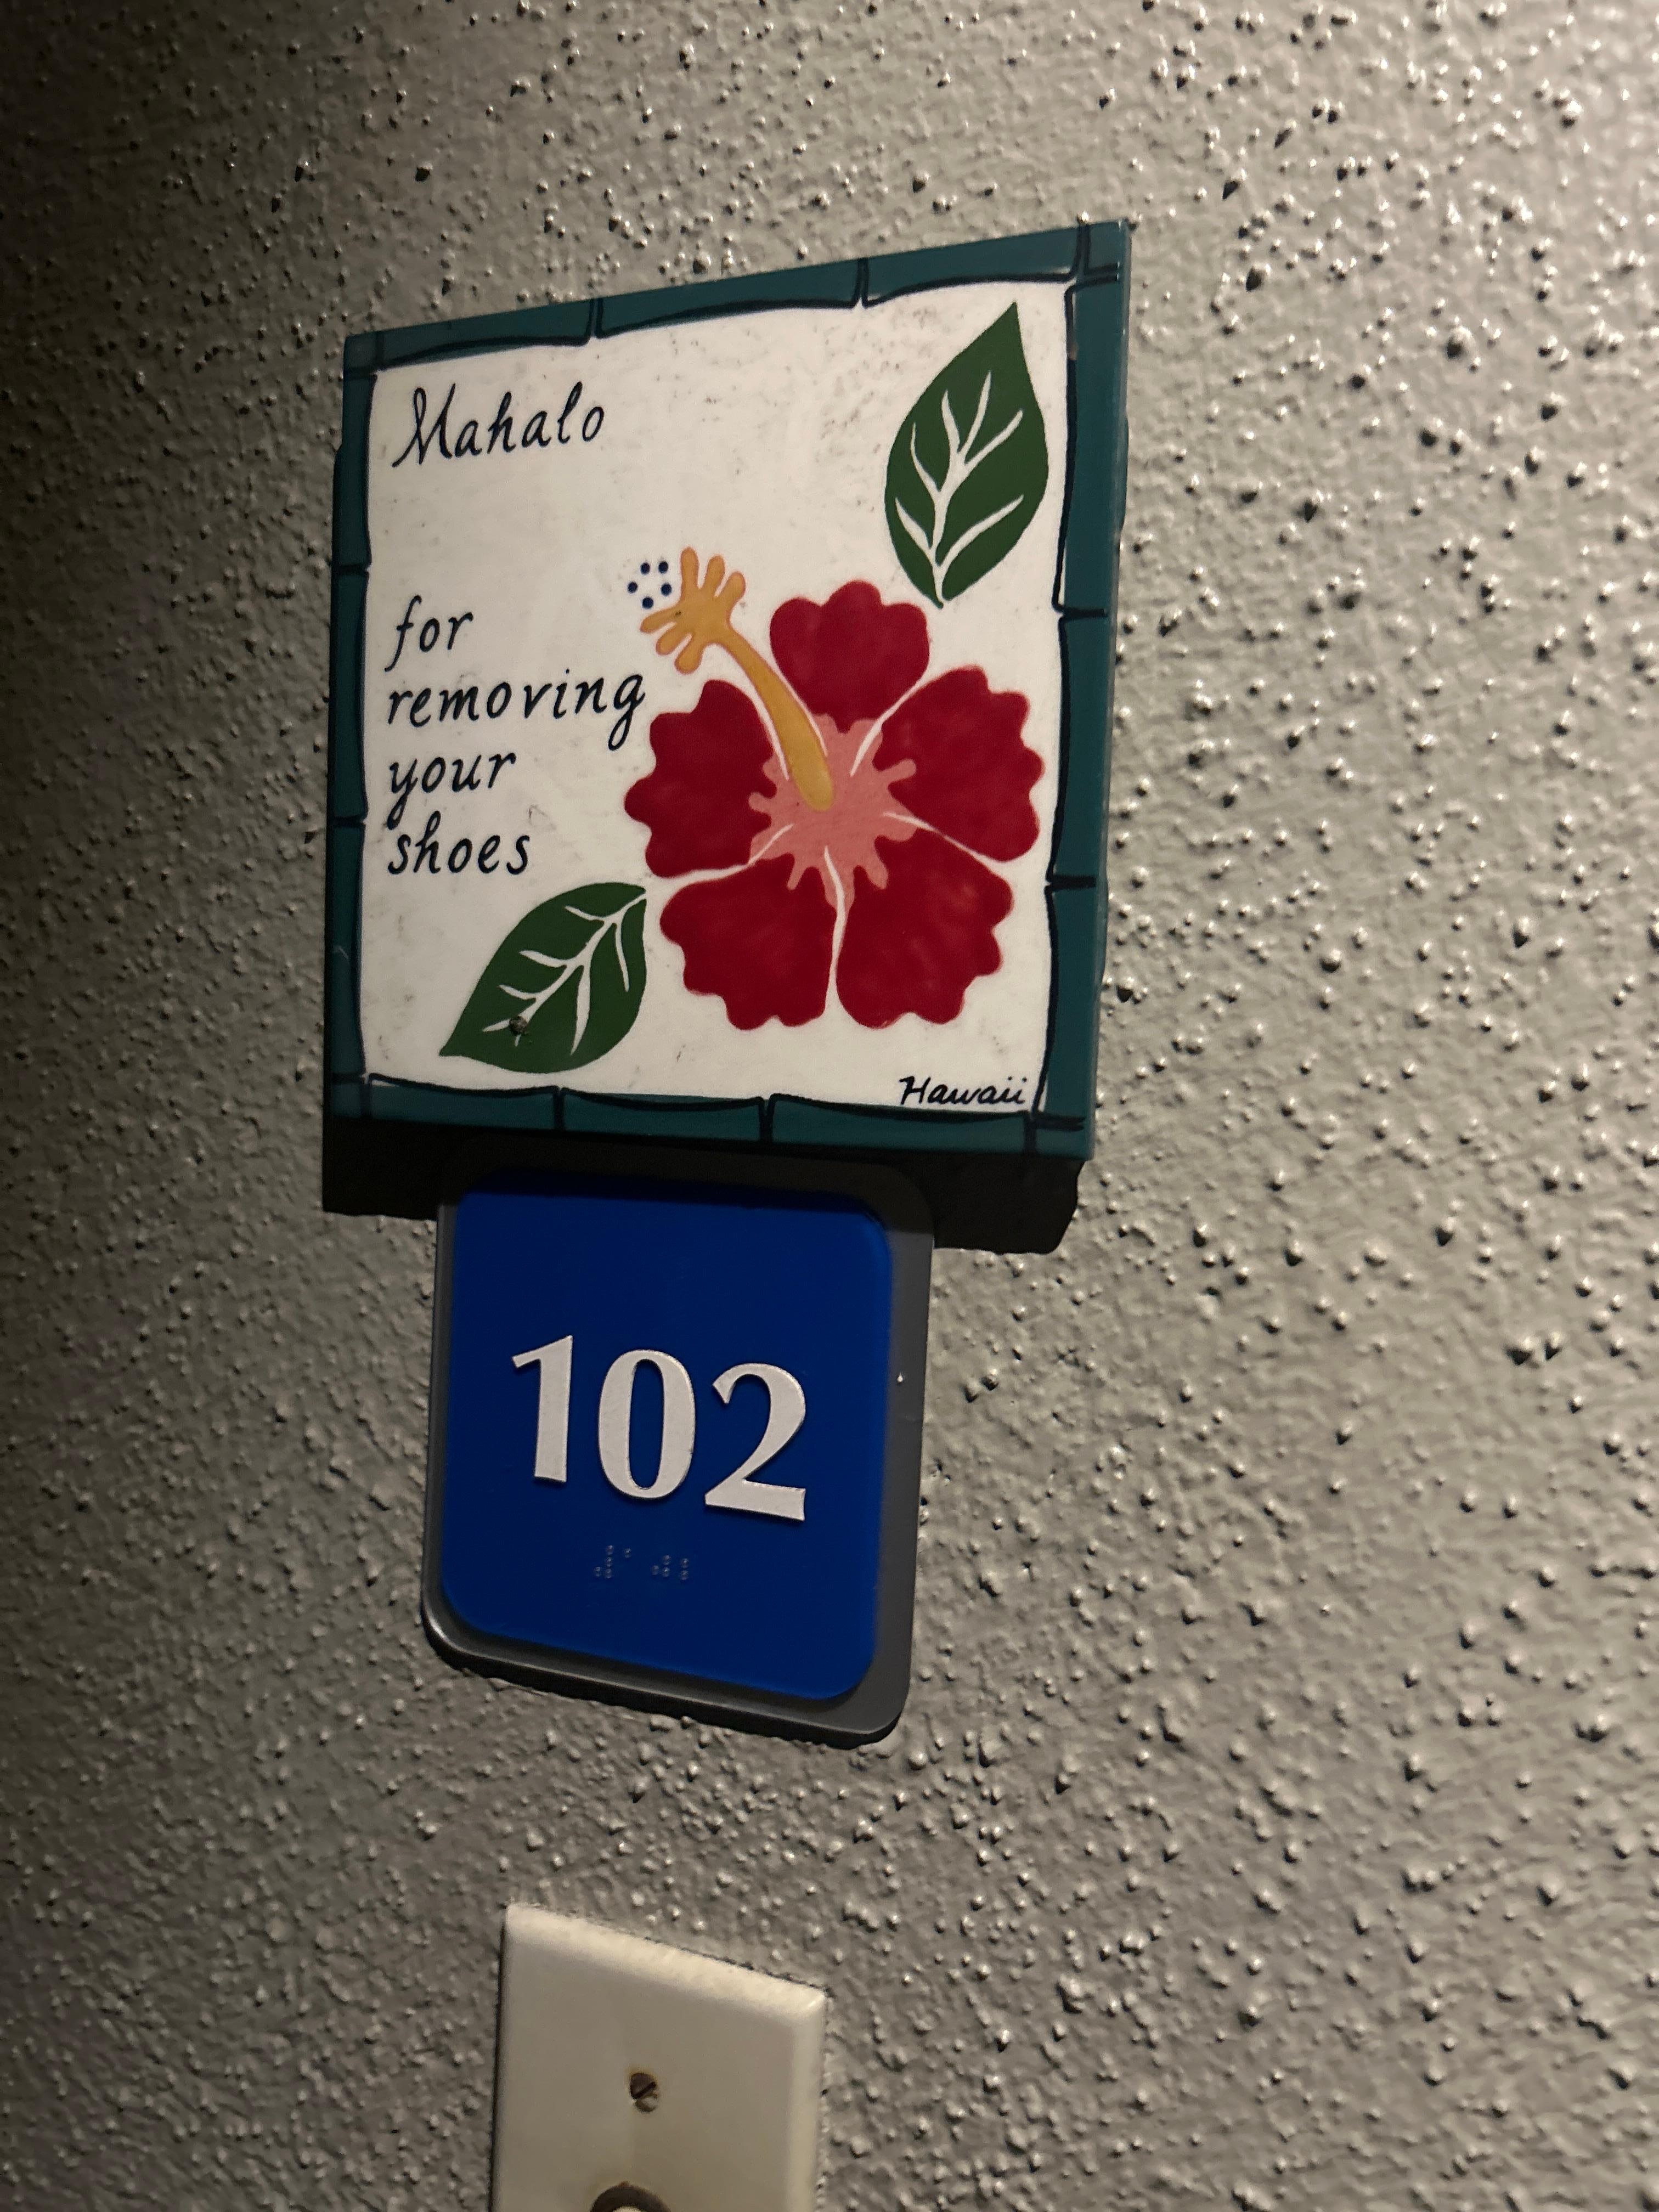 Mahalo
for
removing
your
shoes
Hawaii
102